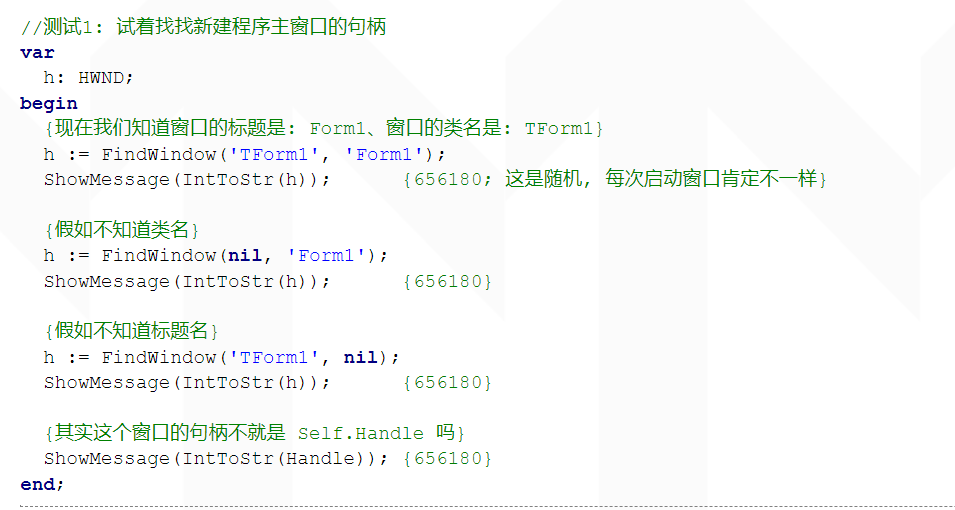 //测试1: 试着找找新建程序主窗口的句柄
var
  h: HWND;
begin
  {现在我们知道窗口的标题是: Form1、窗口的类名是: TForm1}
  h := FindWindow('TForm1', 'Form1');
  ShowMessage(IntToStr(h));      {656180; 这是随机, 每次启动窗口肯定不一样}
  {假如不知道类名}
  h := FindWindow(nil, 'Form1');
  ShowMessage(IntToStr(h));      {656180}
  {假如不知道标题名}
  h := FindWindow('TForm1', nil);
  ShowMessage(IntToStr(h));      {656180}
  {其实这个窗口的句柄不就是 Self.Handle 吗}
  ShowMessage(IntToStr(Handle)); {656180}
end;